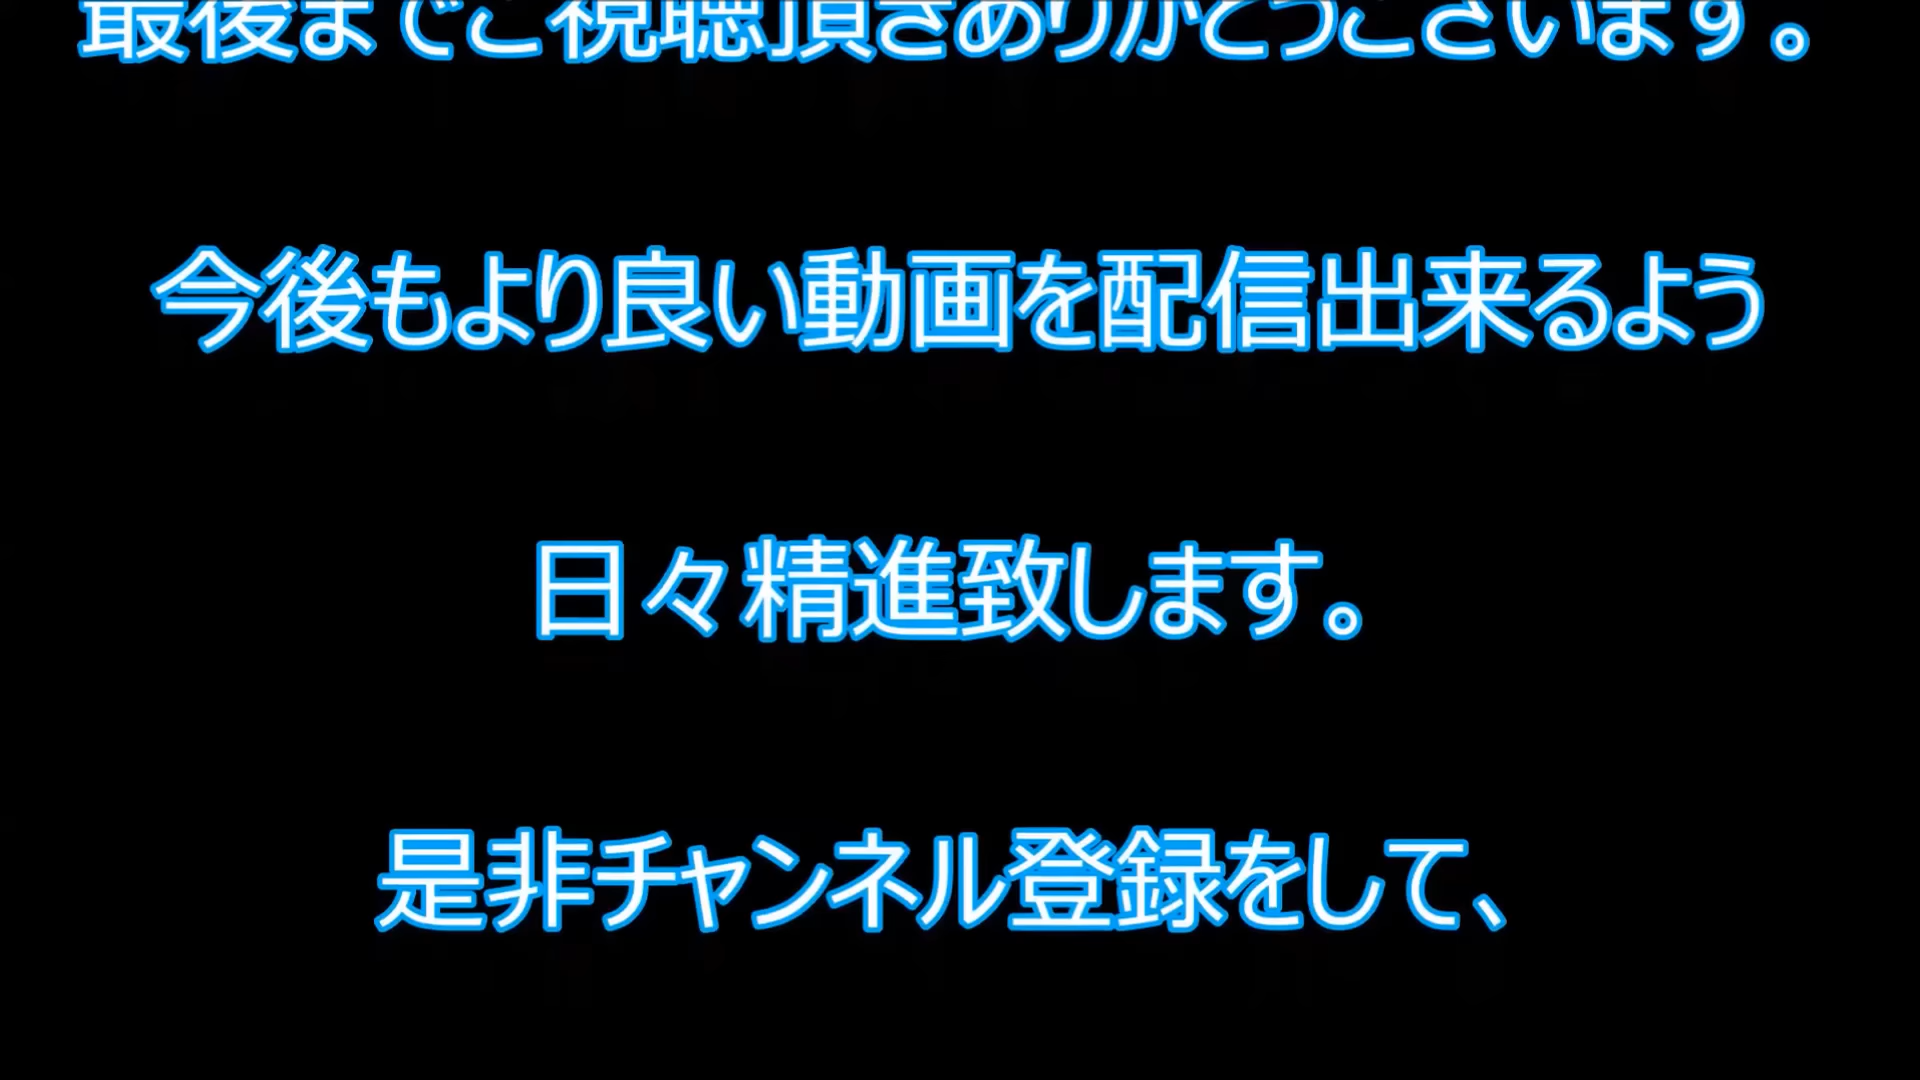 最後までご視聴頂きありがとうございます。
今後もより良い動画を配信出来るよう
日々精進致します。
是非チャンネル登録をして、